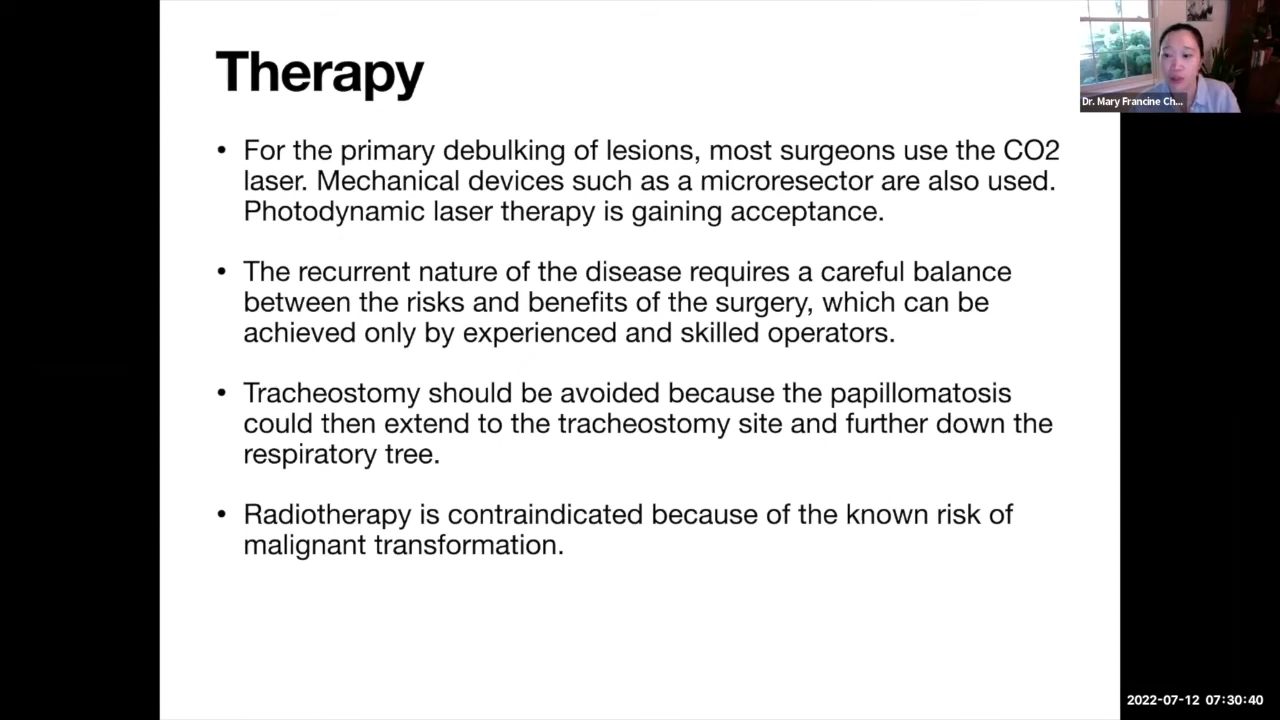 Therapy
• For the primary debulking of lesions, most surgeons use the CO2
laser. Mechanical devices such as a microresector are also used.
Photodynamic laser therapy is gaining acceptance.
• The recurrent nature of the disease requires a careful balance
between the risks and benefits of the surgery, which can be
achieved only by experienced and skilled operators.
• Tracheostomy should be avoided because the papillomatosis
could then extend to the tracheostomy site and further down the
respiratory tree.
• Radiotherapy is contraindicated because of the known risk of
malignant transformation.
Dr. Mary Francine Ch...
2022-07-12 07:30:40